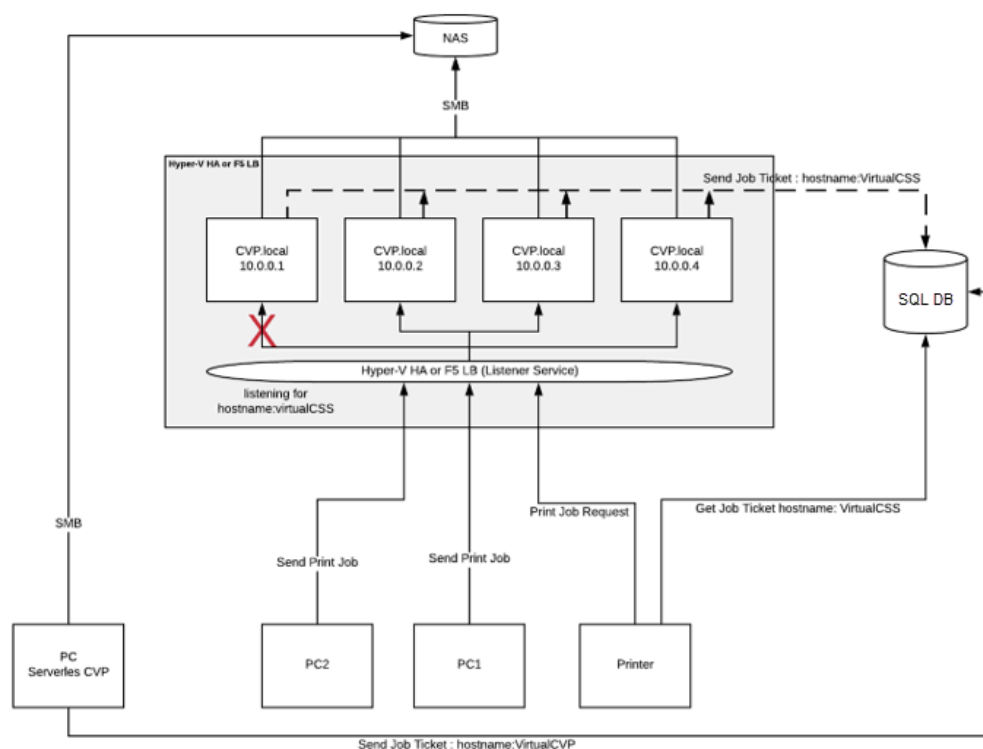 NAS
SMB
Hyper-V HA or F5 LB
Send Job Ticket : hostname:VirtualCSS
CVP.local
10.0.0.1
CVP.local
10.0.0.2
CVP.local
10.0.0.3
CVP.local
10.0.0.4
SQL DB
X
Hyper-V HA or F5 LB (Listener Service)
listening for
hostname:virtualCSS
Print Job Request
Get Job Ticket hostname: VirtualCSS
SMB
Send Print Job
Send Print Job
PC
Serverles CVP
PC2
PC1
Printer
Send Job Ticket : hostname:VirtualCVP